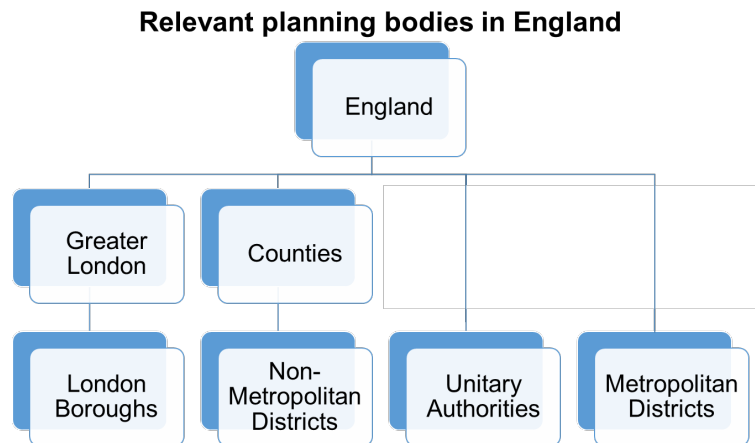 Relevant planning bodies in England
England
Greater
London
Counties
London
Boroughs
Non-
Metropolitan
Districts
Unitary
Authorities
Metropolitan
Districts